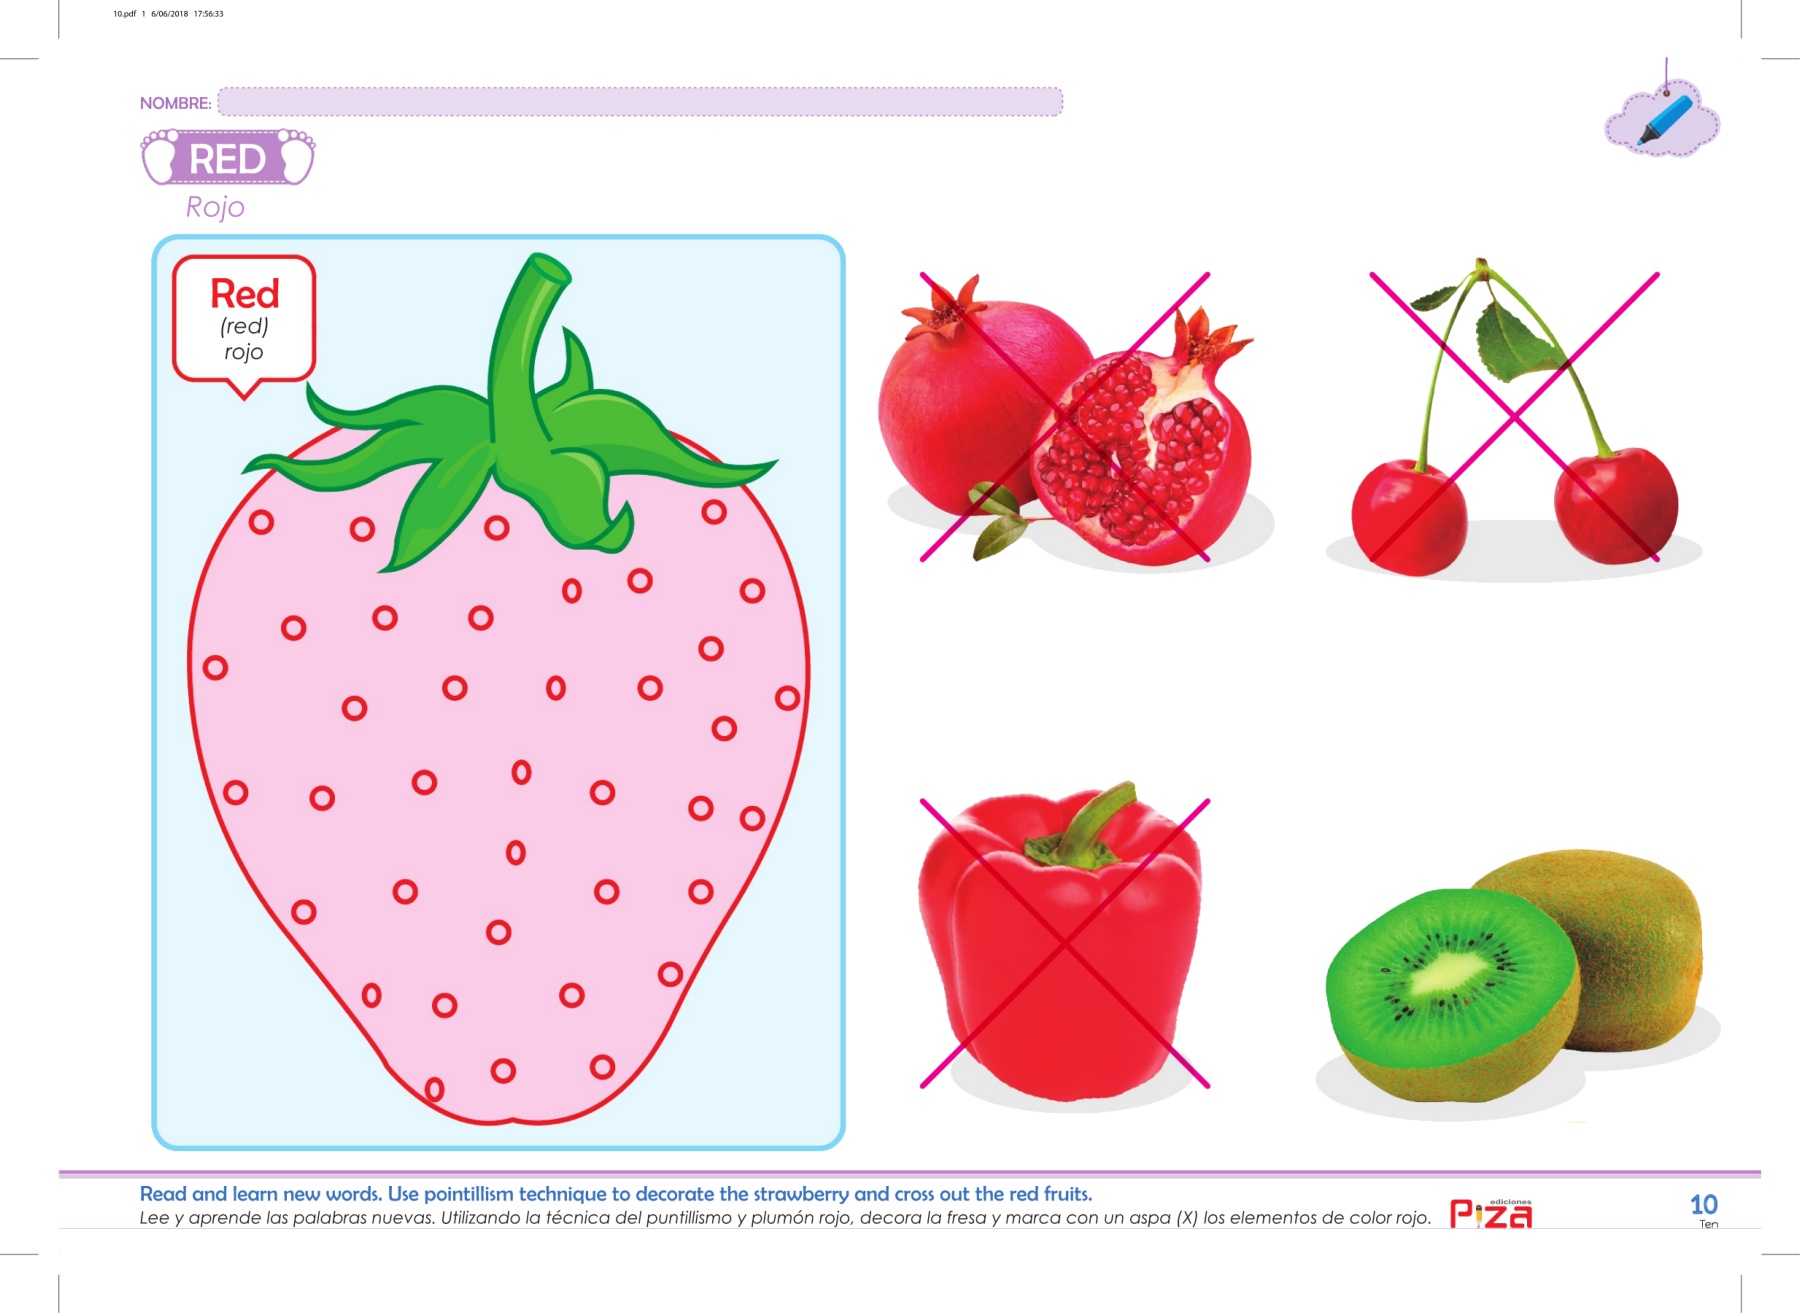 10.pdf 1 6/06/2018 17:56:33
NOMBRE:
RED
Rojo
Red
(red)
rojo
Read and learn new words. Use pointillism technique to decorate the strawberry and cross out the red fruits.
Lee y aprende las palabras nuevas. Utilizando la técnica del puntillismo y plumón rojo, decora la fresa y marca con un aspa (X) los elementos de color rojo.
ediciones
Piza
10
Ten